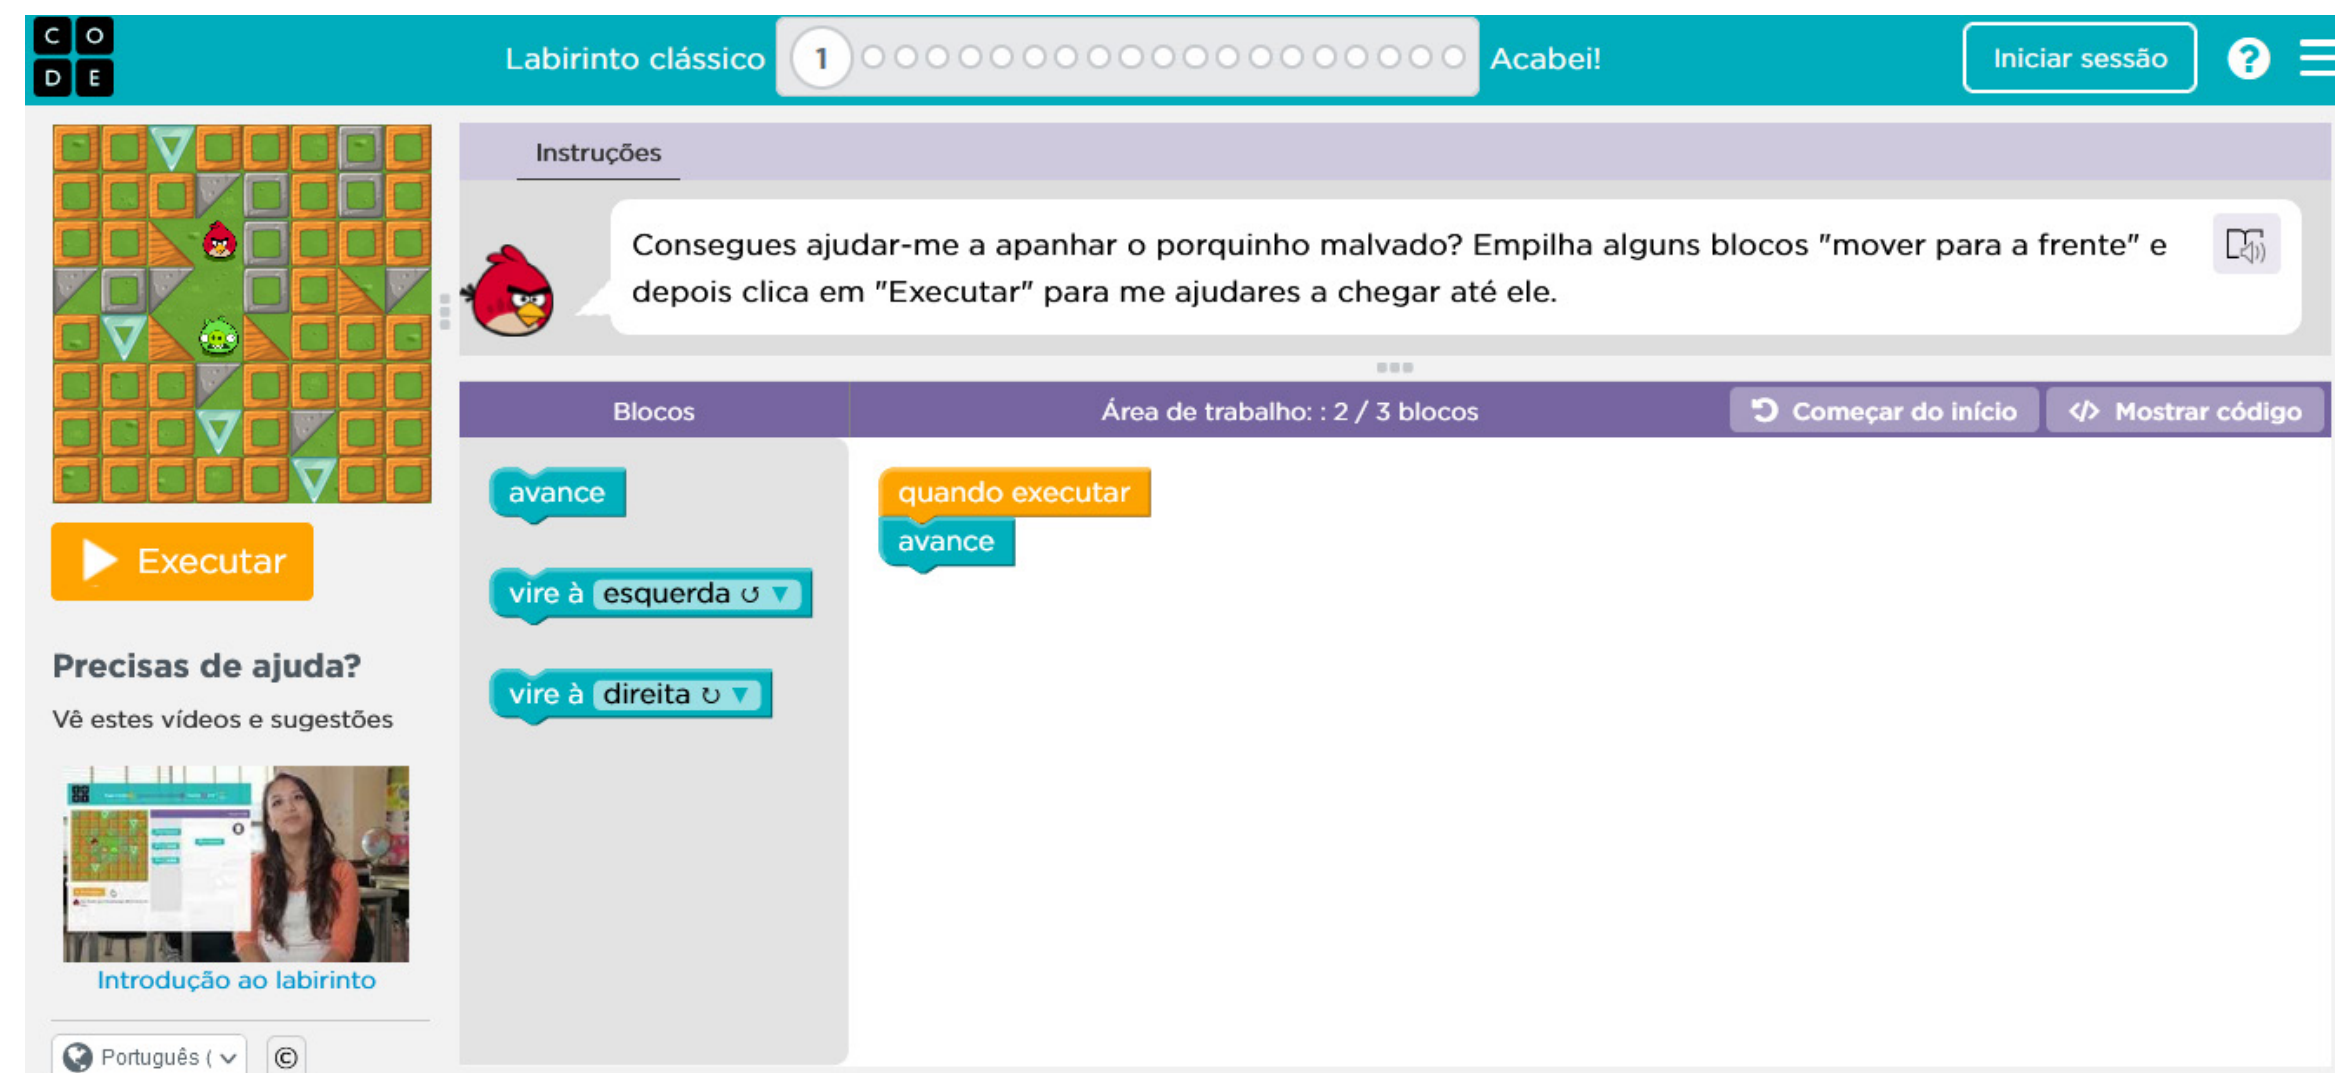 CO
DE
Labirinto clássico 1 Acabei!
Iniciar sessão
?
Instruções
Consegues ajudar-me a apanhar o porquinho malvado? Empilha alguns blocos "mover para a frente" e
depois clica em "Executar" para me ajudares a chegar até ele.
Blocos
Área de trabalho: : 2 / 3 blocos
Começar do início
</> Mostrar código
avance
vire à esquerda ↺ ▼
vire à direita ↻ ▼
quando executar
avance
Executar
Precisas de ajuda?
Vê estes vídeos e sugestões
Introdução ao labirinto
Português (
©